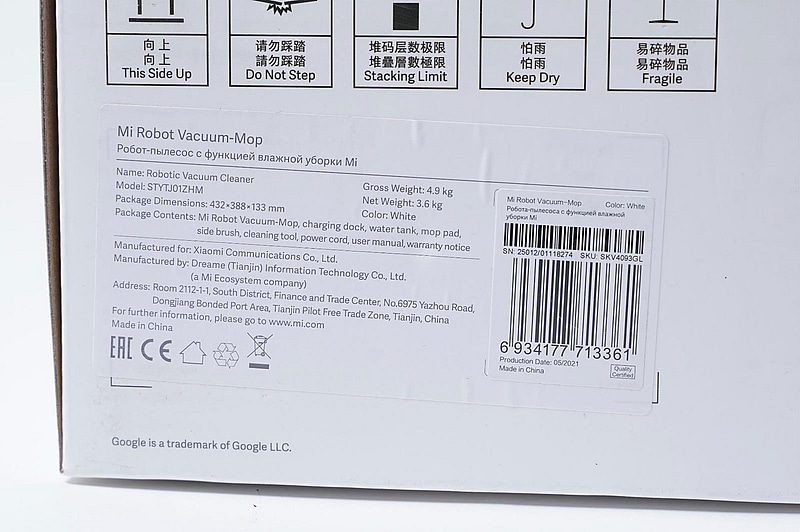 向上
向上
This Side Up
请勿踩踏
請勿踩踏
Do Not Step
堆码层数极限
堆疊層數極限
Stacking Limit
怕雨
怕雨
Keep Dry
易碎物品
易碎物品
Fragile
Mi Robot Vacuum-Mop
Робот-пылесос с функцией влажной уборки Mi
Name: Robotic Vacuum Cleaner
Model: STYTJ01ZHM
Package Dimensions: 432×388×133 mm
Gross Weight: 4.9 kg
Net Weight: 3.6 kg
Color: White
Package Contents: Mi Robot Vacuum-Mop, charging dock, water tank, mop pad,
side brush, cleaning tool, power cord, user manual, warranty notice
Manufactured for: Xiaomi Communications Co., Ltd.
Manufactured by: Dreame (Tianjin) Information Technology Co., Ltd.
(a Mi Ecosystem company)
Address: Room 2112-1-1, South District, Finance and Trade Center, No.6975 Yazhou Road,
Dongjiang Bonded Port Area, Tianjin Pilot Free Trade Zone, Tianjin, China
For further information, please go to www.mi.com
Made in China
EAC CE
Mi Robot Vacuum-Mop Color: White
Робота-пылесоса с функцией влажной
уборки Mi
SN: 25012/01118274 SKU: SKV4093GL
6 934177 713361
Production Date: 05/2021
Made in China
Quality
Certified
Google is a trademark of Google LLC.